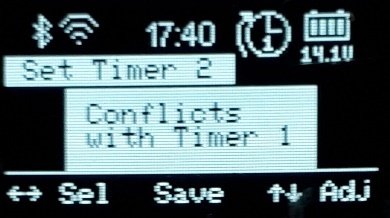 17:40
14.1V
Set Timer 2
Conflicts
with Timer 1
↔ Sel Save ↑↓ Adj